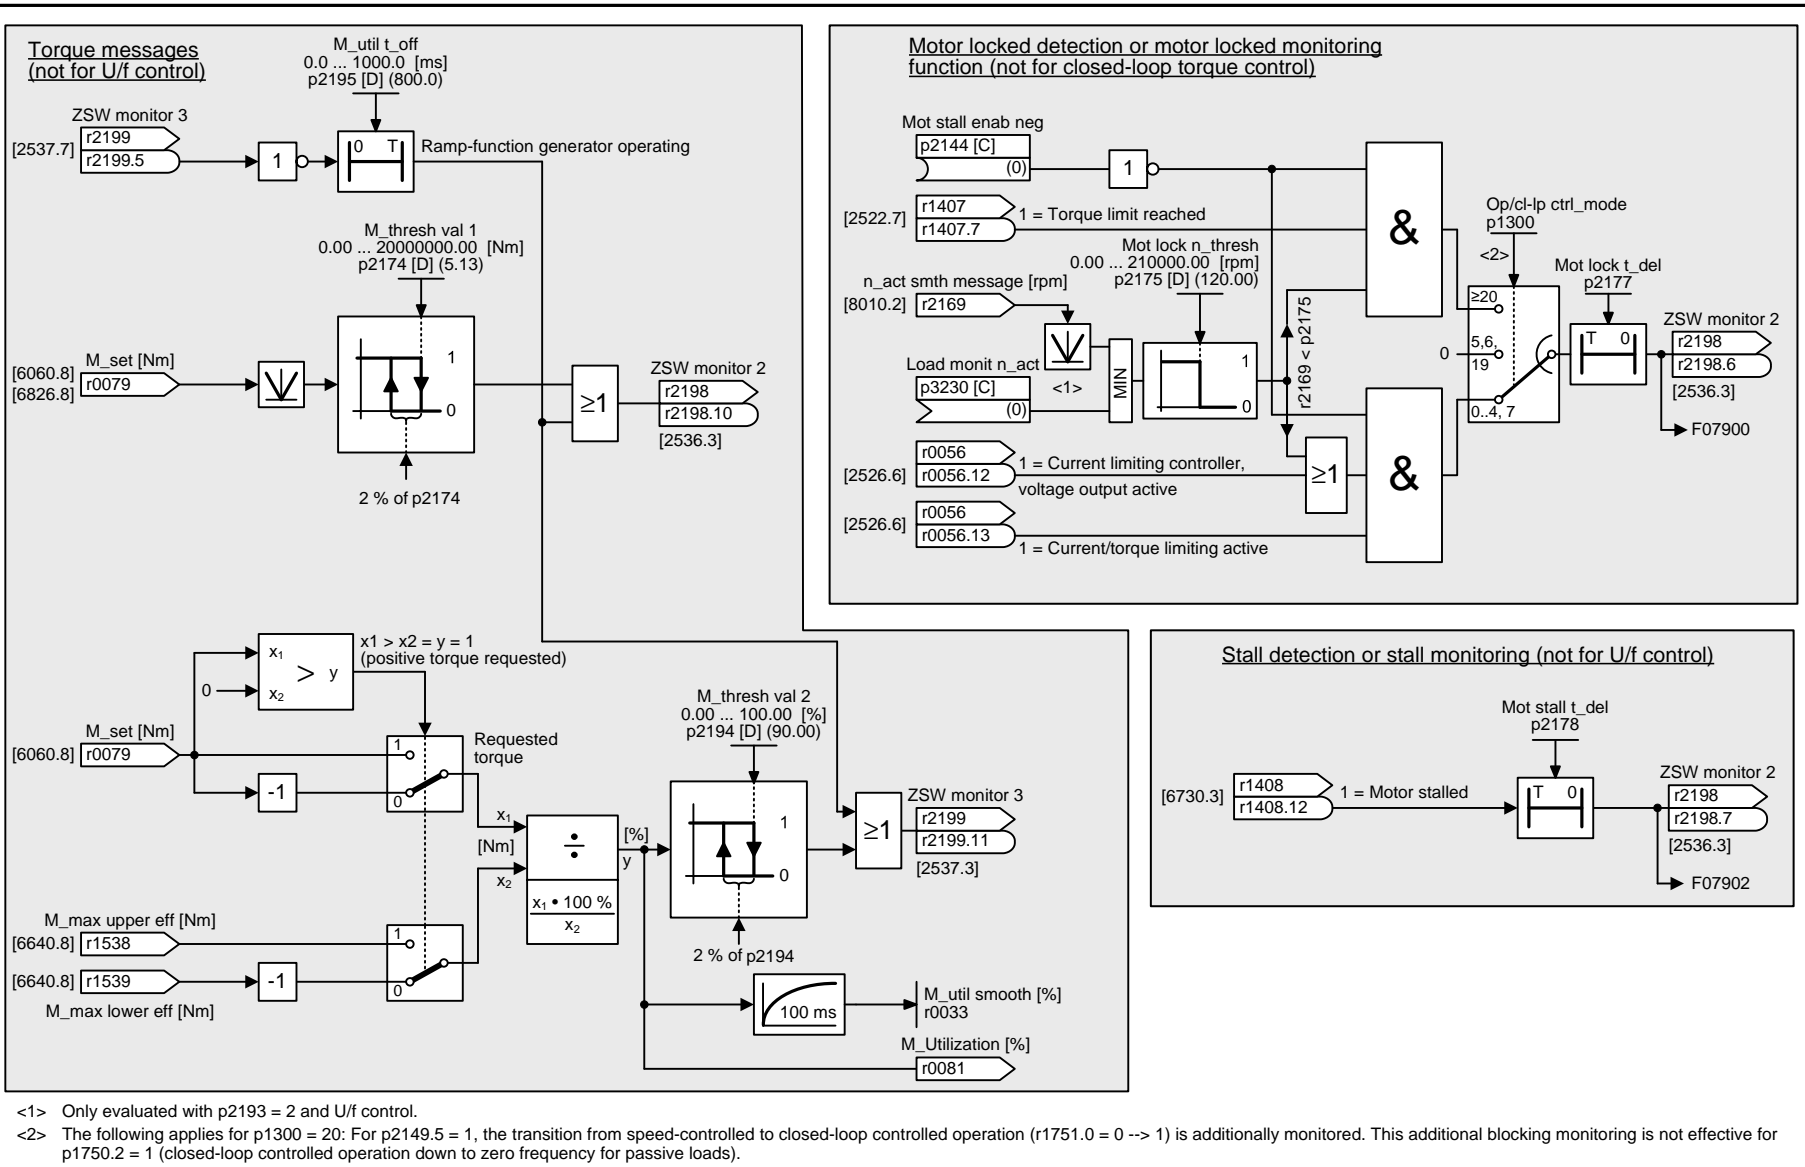 Torque messages
(not for U/f control)
M_util t_off
0.0 ... 1000.0 [ms]
p2195 [D] (800.0)
ZSW monitor 3
[2537.7]
r2199
r2199.5
1
0 T
Ramp-function generator operating
M_thresh val 1
0.00 ... 20000000.00 [Nm]
p2174 [D] (5.13)
M_set [Nm]
[6060.8]
[6826.8]
r0079
1
0
2 % of p2174
≥1
ZSW monitor 2
r2198
r2198.10
[2536.3]
x1 > x2 = y = 1
(positive torque requested)
x1
x2
> y
0
M_set [Nm]
[6060.8]
r0079
-1
1
0
Requested
torque
x1
[Nm]
x2
÷
x1 • 100 %
x2
[%]
y
M_max upper eff [Nm]
[6640.8]
r1538
[6640.8]
r1539
M_max lower eff [Nm]
-1
1
0
M_thresh val 2
0.00 ... 100.00 [%]
p2194 [D] (90.00)
1
0
2 % of p2194
≥1
ZSW monitor 3
r2199
r2199.11
[2537.3]
100 ms
M_util smooth [%]
r0033
M_Utilization [%]
r0081
Motor locked detection or motor locked monitoring
function (not for closed-loop torque control)
Mot stall enab neg
p2144 [C]
(0)
1
[2522.7]
r1407
r1407.7
1 = Torque limit reached
Mot lock n_thresh
0.00 ... 210000.00 [rpm]
p2175 [D] (120.00)
n_act smth message [rpm]
[8010.2]
r2169
Load monit n_act
p3230 [C]
(0)
<1>
MIN
1
0
r2169 < p2175
[2526.6]
r0056
r0056.12
1 = Current limiting controller,
voltage output active
[2526.6]
r0056
r0056.13
1 = Current/torque limiting active
≥1
&
&
Op/cl-lp ctrl_mode
p1300
<2>
≥20
0
5,6,
19
0..4, 7
Mot lock t_del
p2177
T 0
ZSW monitor 2
r2198
r2198.6
[2536.3]
F07900
Stall detection or stall monitoring (not for U/f control)
Mot stall t_del
p2178
[6730.3]
r1408
r1408.12
1 = Motor stalled
T 0
ZSW monitor 2
r2198
r2198.7
[2536.3]
F07902
<1> Only evaluated with p2193 = 2 and U/f control.
<2> The following applies for p1300 = 20: For p2149.5 = 1, the transition from speed-controlled to closed-loop controlled operation (r1751.0 = 0 --> 1) is additionally monitored. This additional blocking monitoring is not effective for
p1750.2 = 1 (closed-loop controlled operation down to zero frequency for passive loads).